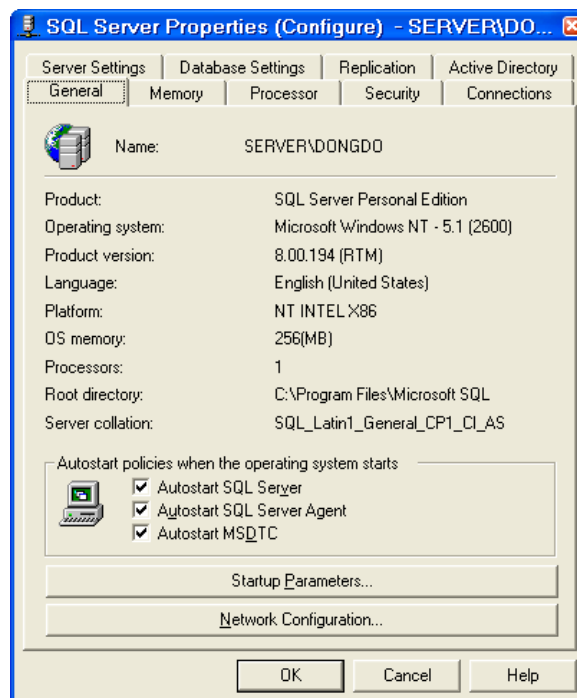 SQL Server Properties (Configure) - SERVER\DO...
Server Settings Database Settings Replication Active Directory
General Memory Processor Security Connections
Name: SERVER\DONGDO
Product: SQL Server Personal Edition
Operating system: Microsoft Windows NT - 5.1 (2600)
Product version: 8.00.194 (RTM)
Language: English (United States)
Platform: NT INTEL X86
OS memory: 256(MB)
Processors: 1
Root directory: C:\Program Files\Microsoft SQL
Server collation: SQL_Latin1_General_CP1_CI_AS
Autostart policies when the operating system starts
Autostart SQL Server
Autostart SQL Server Agent
Autostart MSDTC
Startup Parameters...
Network Configuration...
OK Cancel Help